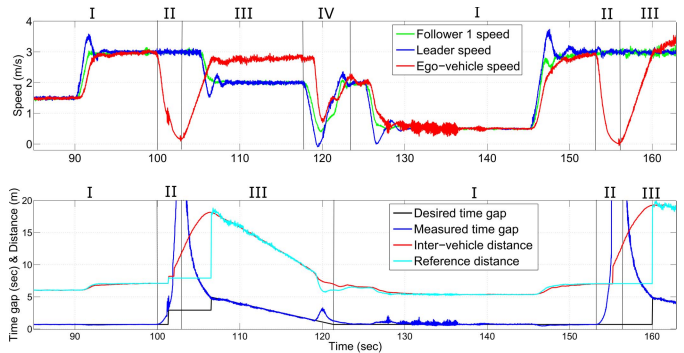 I II III IV I II III
4
3
2
1
0
Speed (m/s)
Follower 1 speed
Leader speed
Ego-vehicle speed
90 100 110 120 130 140 150 160
20
15
10
5
0
Time gap (sec) & Distance (m)
I II III I II III
Desired time gap
Measured time gap
Inter-vehicle distance
Reference distance
90 100 110 120 130 140 150 160
Time (sec)